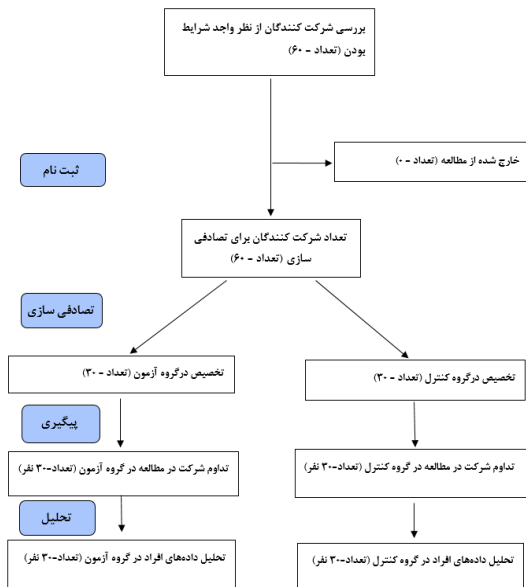 بررسی شرکت کنندگان از نظر واجد شرایط
بودن (تعداد - ۶۰)
خارج شده از مطالعه (تعداد - ۰)
ثبت نام
تعداد شرکت کنندگان برای تصادفی
سازی (تعداد - ۶۰)
تصادفی سازی
تخصیص درگروه آزمون (تعداد - ۳۰)
تخصیص درگروه کنترل (تعداد - ۳۰)
پیگیری
تداوم شرکت در مطالعه در گروه آزمون (تعداد-۳۰ نفر)
تداوم شرکت در مطالعه در گروه کنترل (تعداد-۳۰ نفر)
تحلیل
تحلیل داده‌های افراد در گروه آزمون (تعداد-۳۰ نفر)
تحلیل داده‌های افراد در گروه کنترل (تعداد-۳۰ نفر)